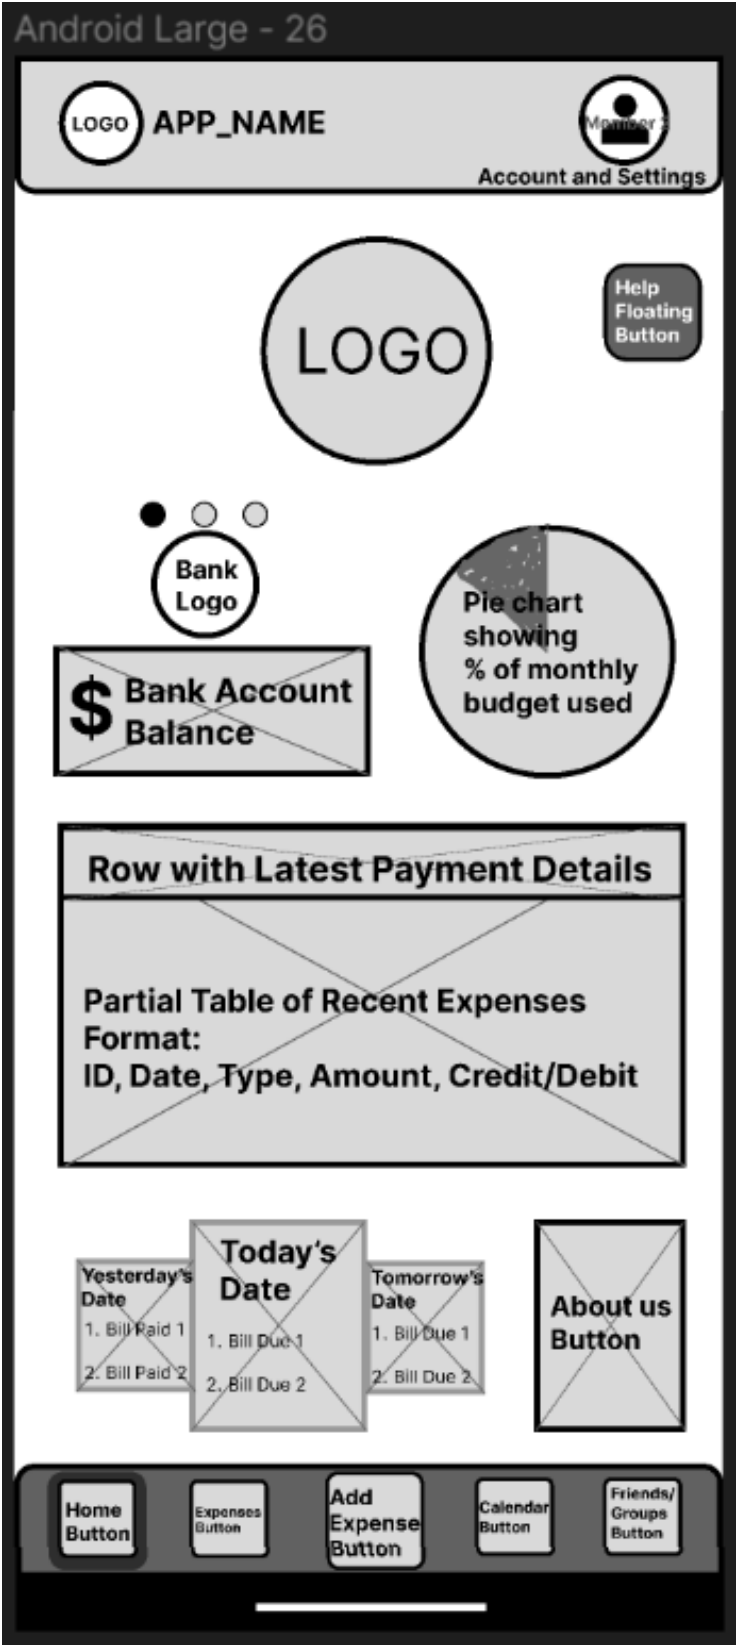 Android Large - 26
LOGO
APP_NAME
Member 2
Account and Settings
LOGO
Help
Floating
Button
Bank
Logo
Pie chart
showing
% of monthly
budget used
$
Bank Account
Balance
Row with Latest Payment Details
Partial Table of Recent Expenses
Format:
ID, Date, Type, Amount, Credit/Debit
Yesterday's
Date
1. Bill Paid 1
2. Bill Paid 2
Today's
Date
1. Bill Due 1
2. Bill Due 2
Tomorrow's
Date
1. Bill Due 1
2. Bill Due 2
About us
Button
Home
Button
Expenses
Button
Add
Expense
Button
Calendar
Button
Friends/
Groups
Button